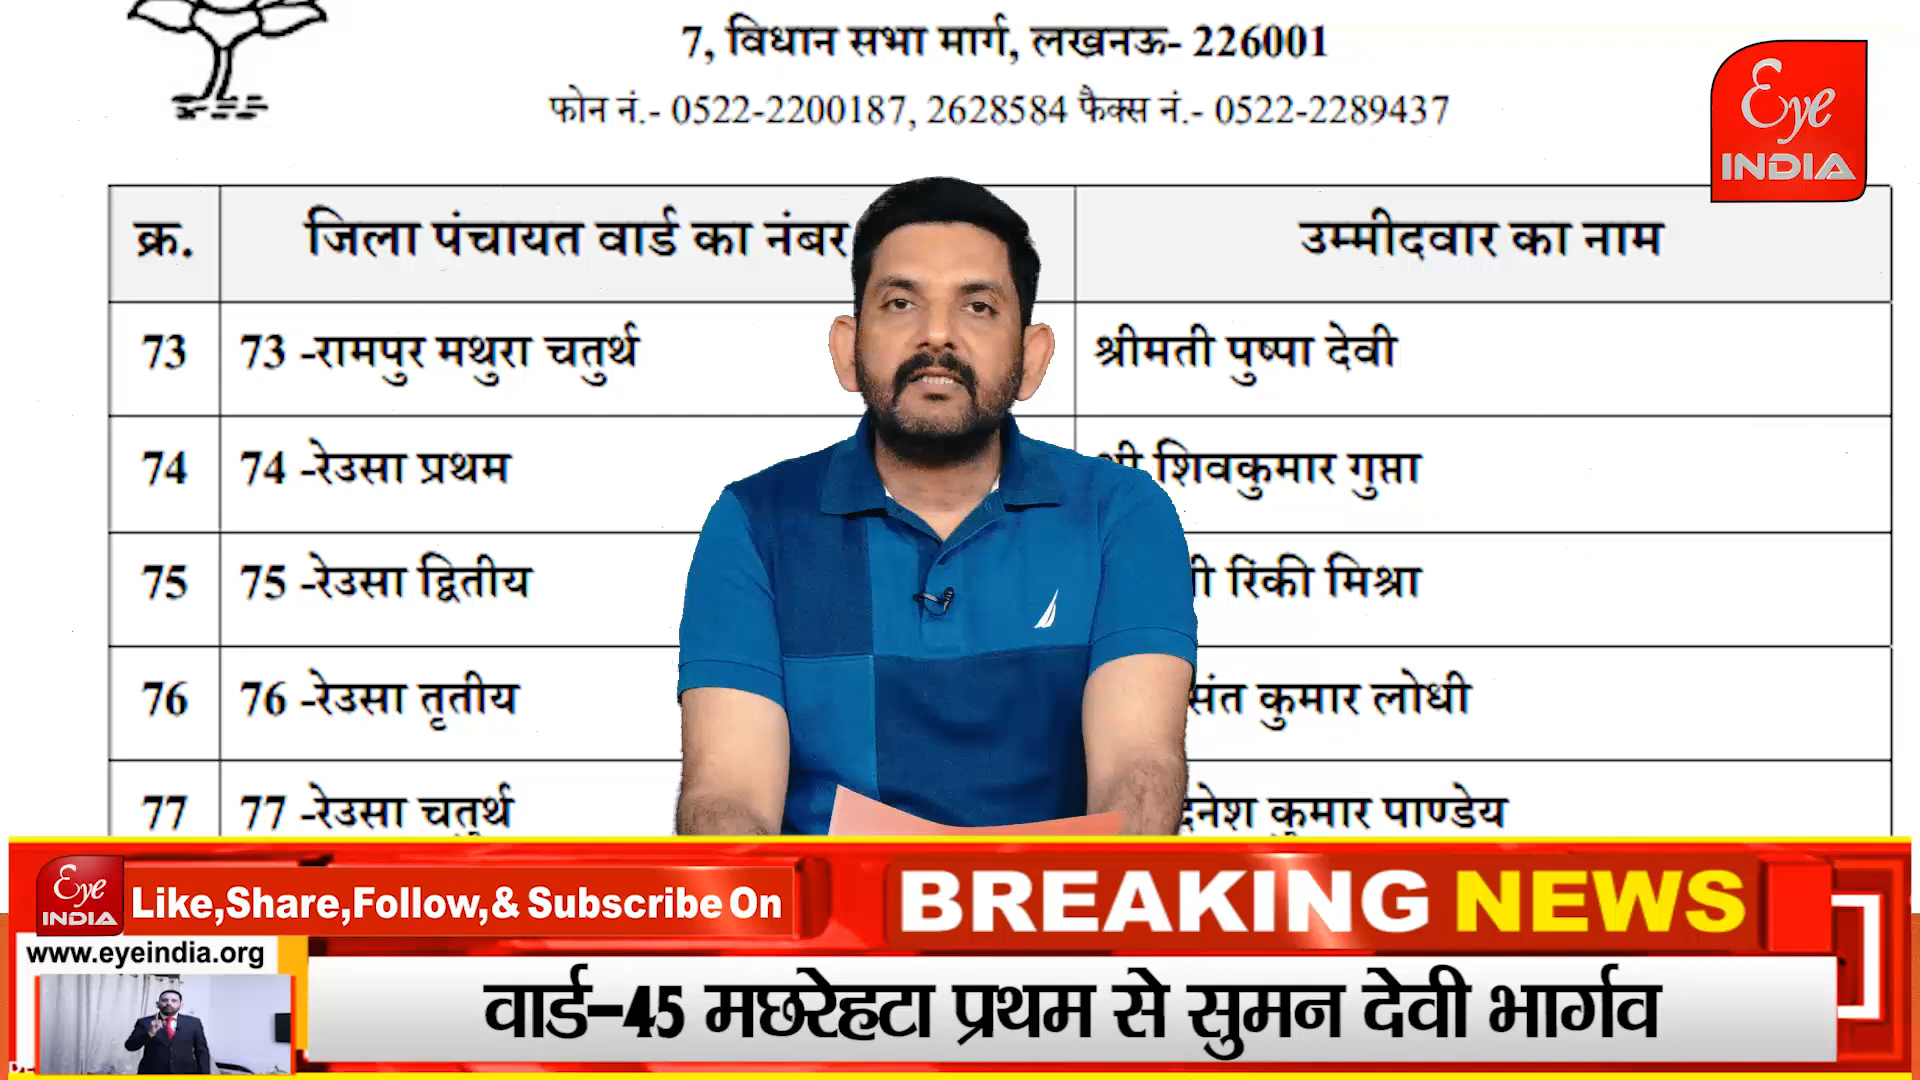 7, विधान सभा मार्ग, लखनऊ- 226001
फोन नं.- 0522-2200187, 2628584 फैक्स नं.- 0522-2289437
Eye
INDIA
क्र. जिला पंचायत वार्ड का नंबर उम्मीदवार का नाम
73 73 -रामपुर मथुरा चतुर्थ श्रीमती पुष्पा देवी
74 74 -रेउसा प्रथम शिवकुमार गुप्ता
75 75 -रेउसा द्वितीय रिंकी मिश्रा
76 76 -रेउसा तृतीय कुमार लोधी
77 77 -रेउसा चतुर्थ कुमार पाण्डेय
Eye
INDIA
Like,Share,Follow,& Subscribe On
BREAKING NEWS
www.eyeindia.org
वार्ड-45 मछरेहटा प्रथम से सुमन देवी भार्गव